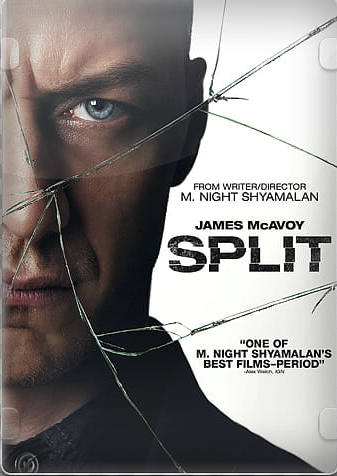 FROM WRITER/DIRECTOR
M. NIGHT SHYAMALAN
JAMES McAVOY
SPLIT
"ONE OF
M. NIGHT SHYAMALAN'S
BEST FILMS–PERIOD"
-Alex Welch, IGN